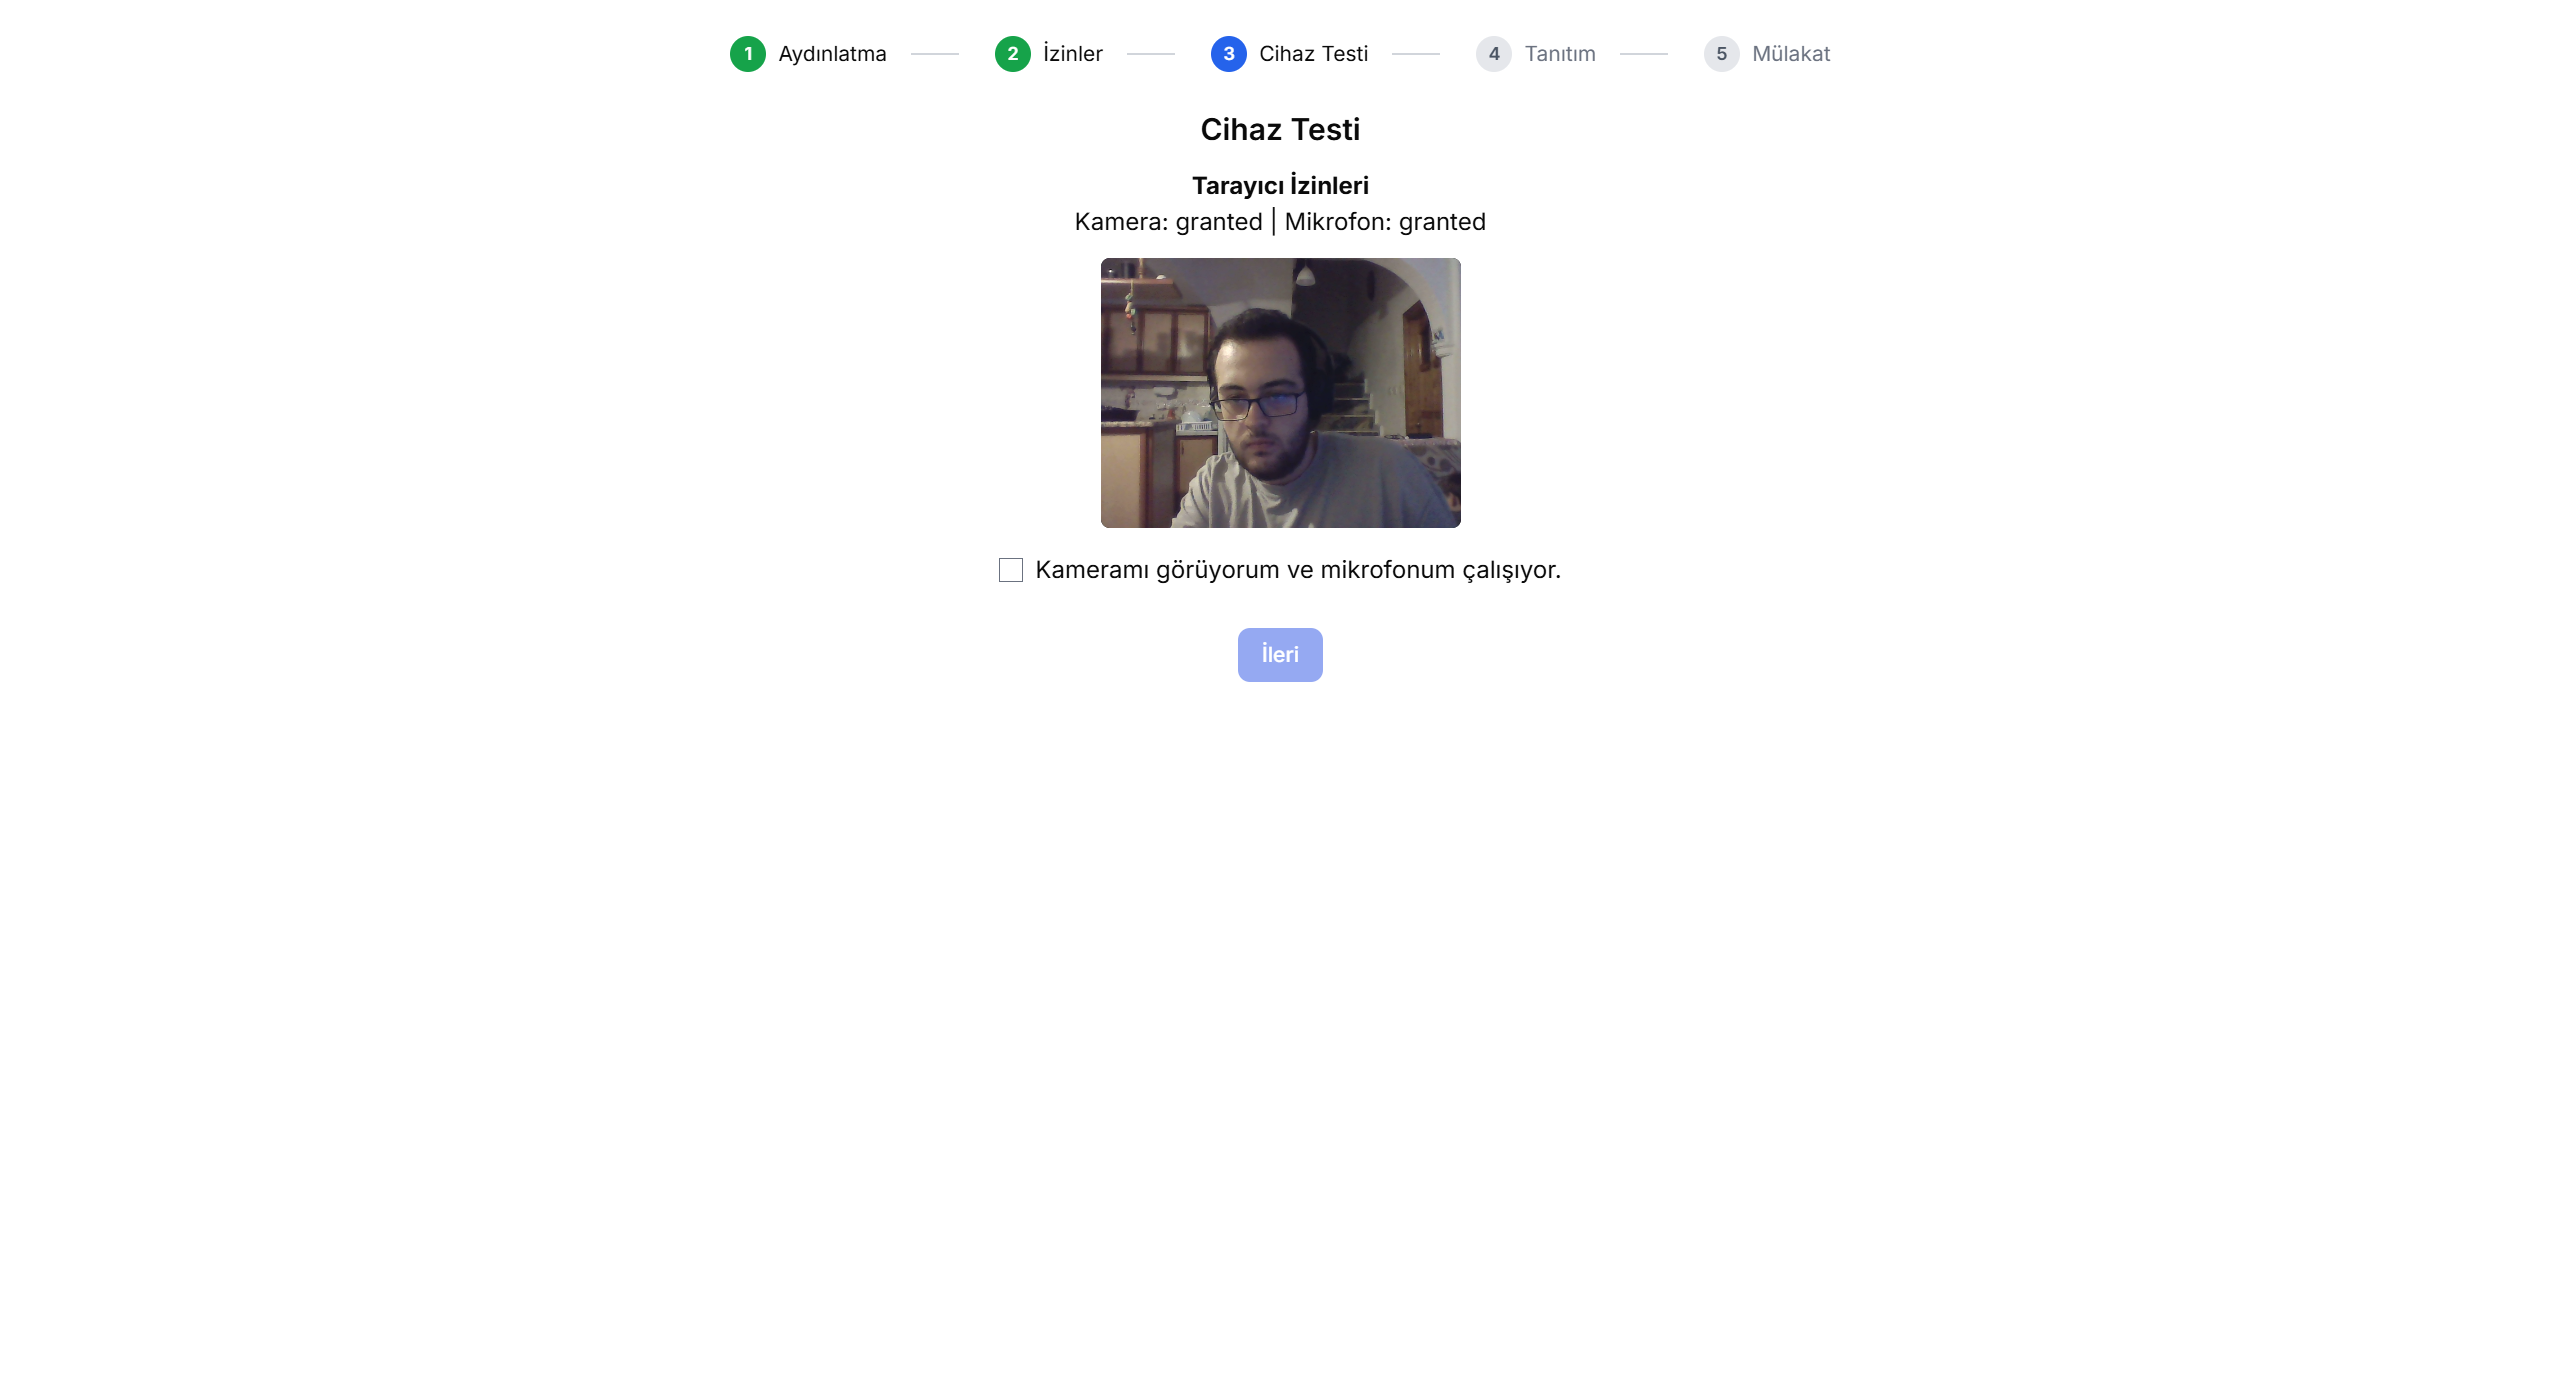 1 Aydınlatma 2 İzinler 3 Cihaz Testi 4 Tanıtım 5 Mülakat
Cihaz Testi
Tarayıcı İzinleri
Kamera: granted | Mikrofon: granted
Kameramı görüyorum ve mikrofonum çalışıyor.
İleri